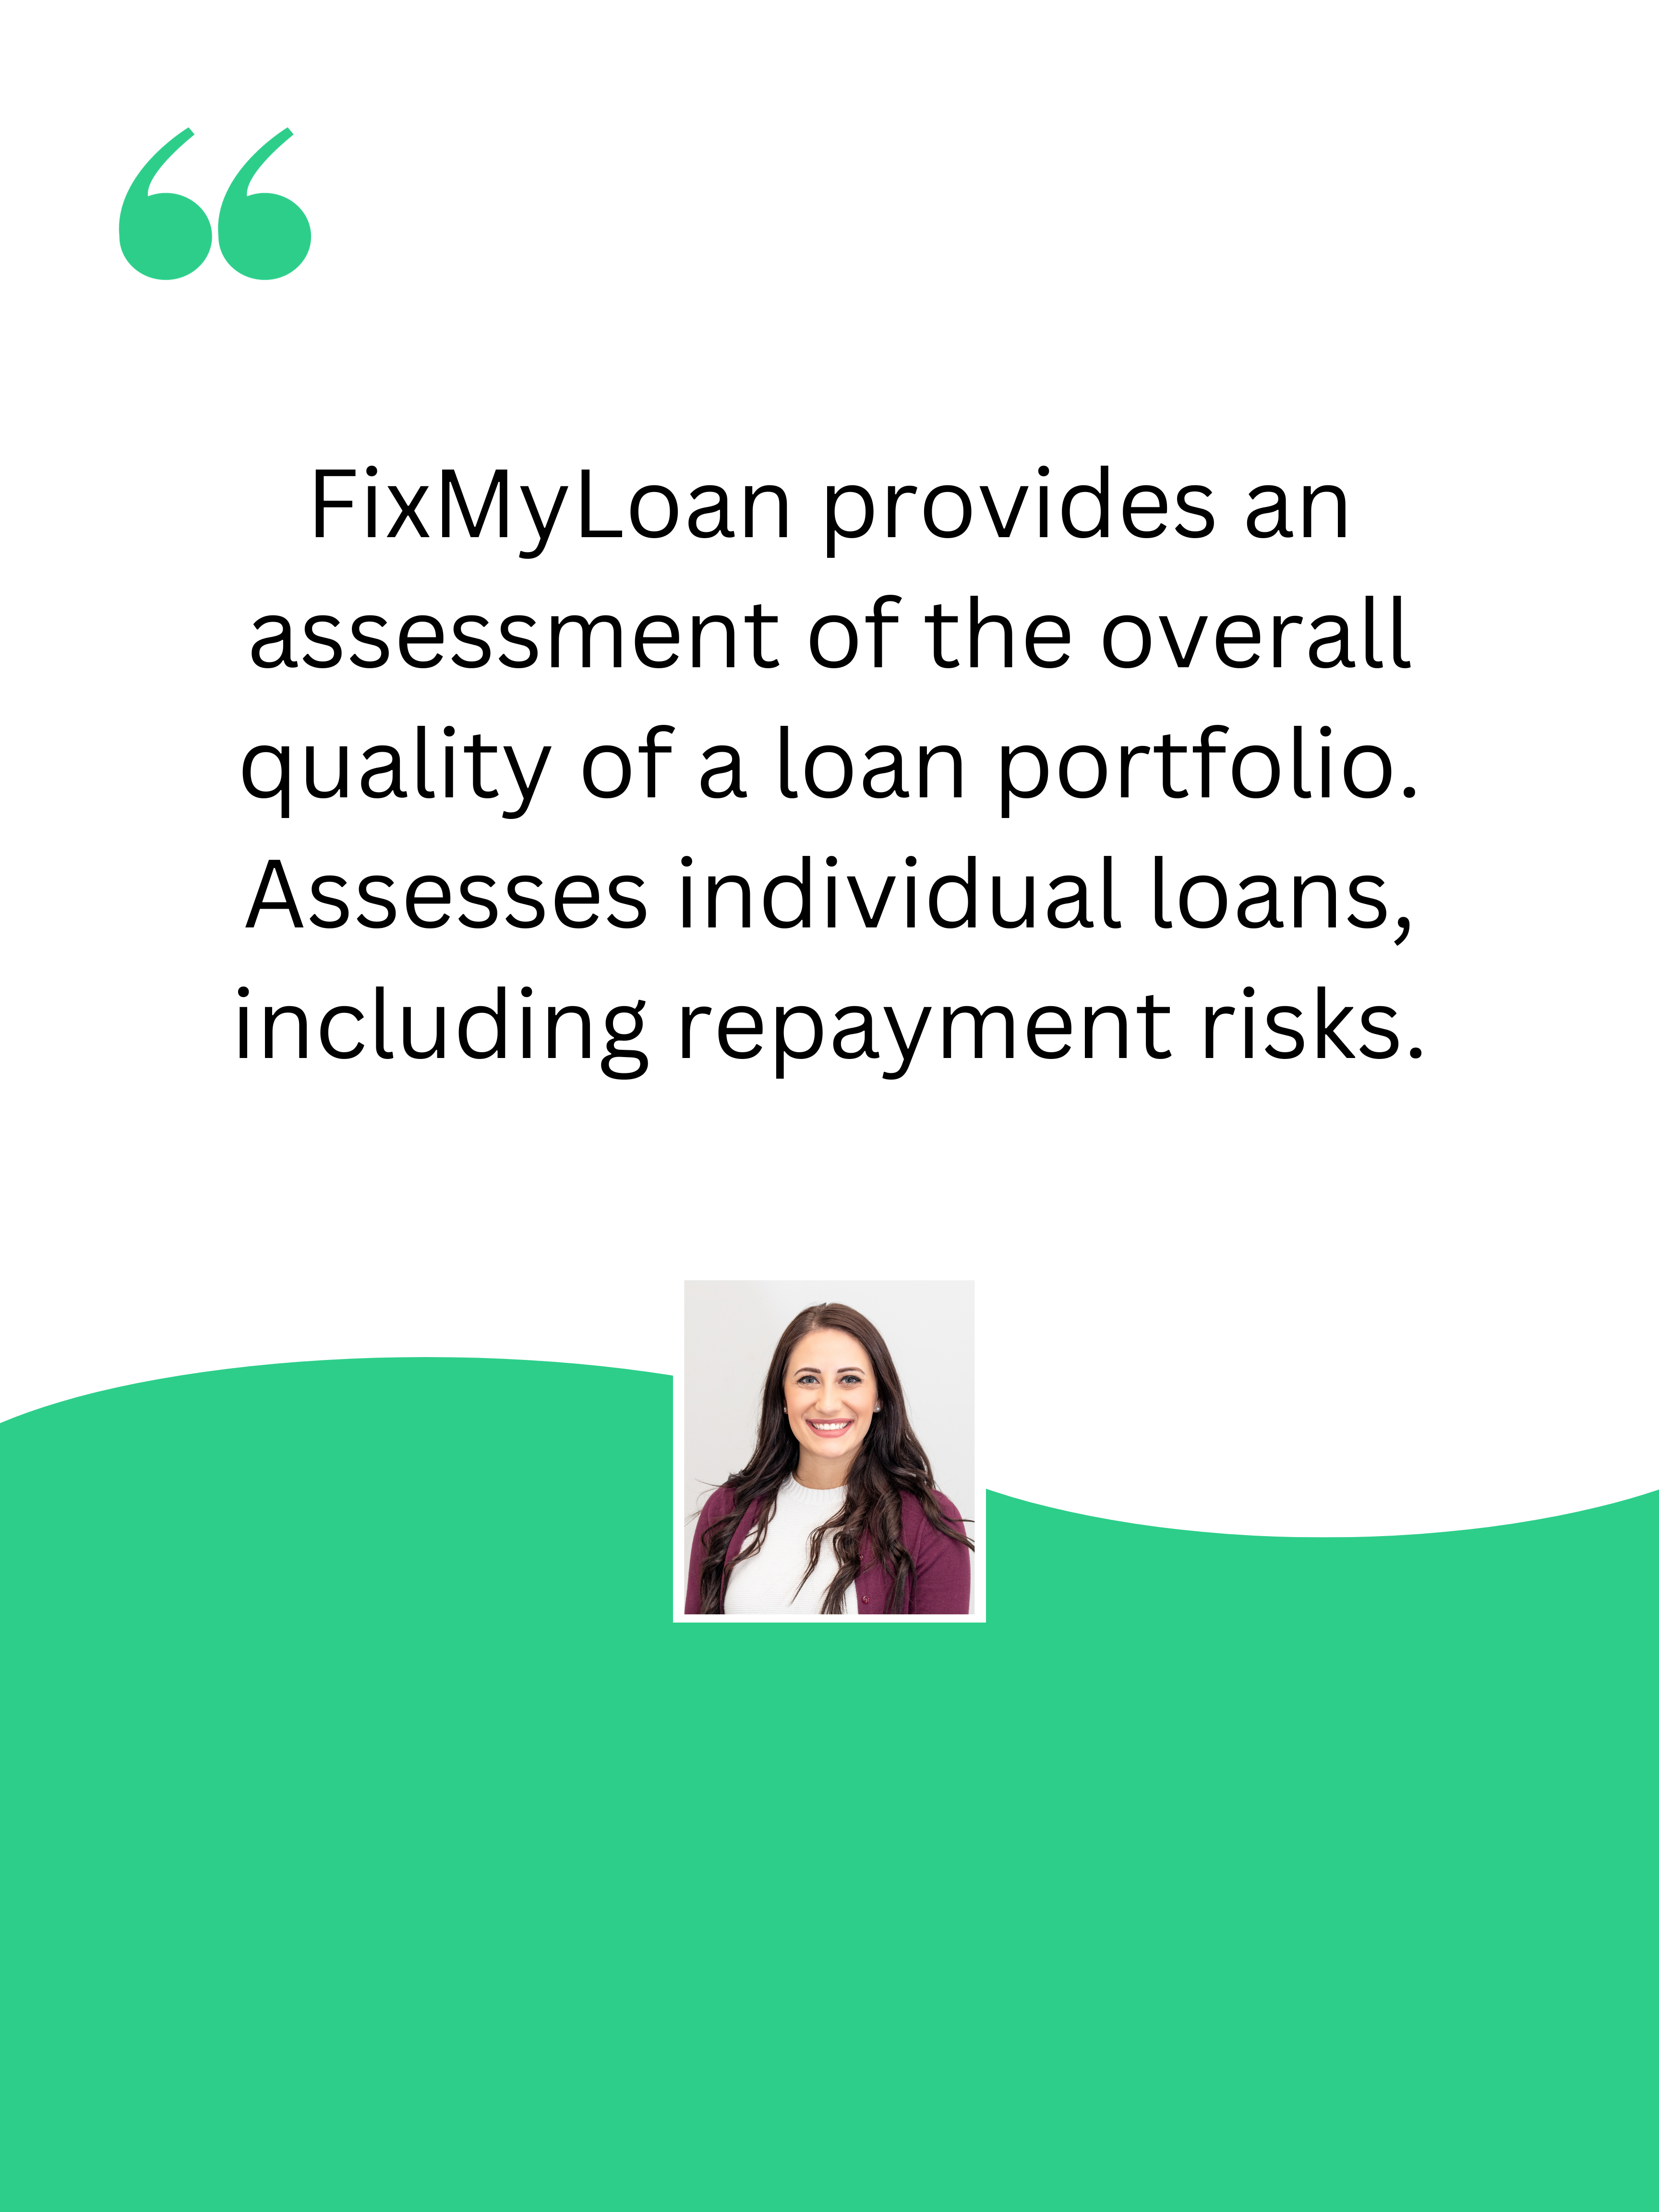 FixMyLoan provides an
assessment of the overall
quality of a loan portfolio.
Assesses individual loans,
including repayment risks.